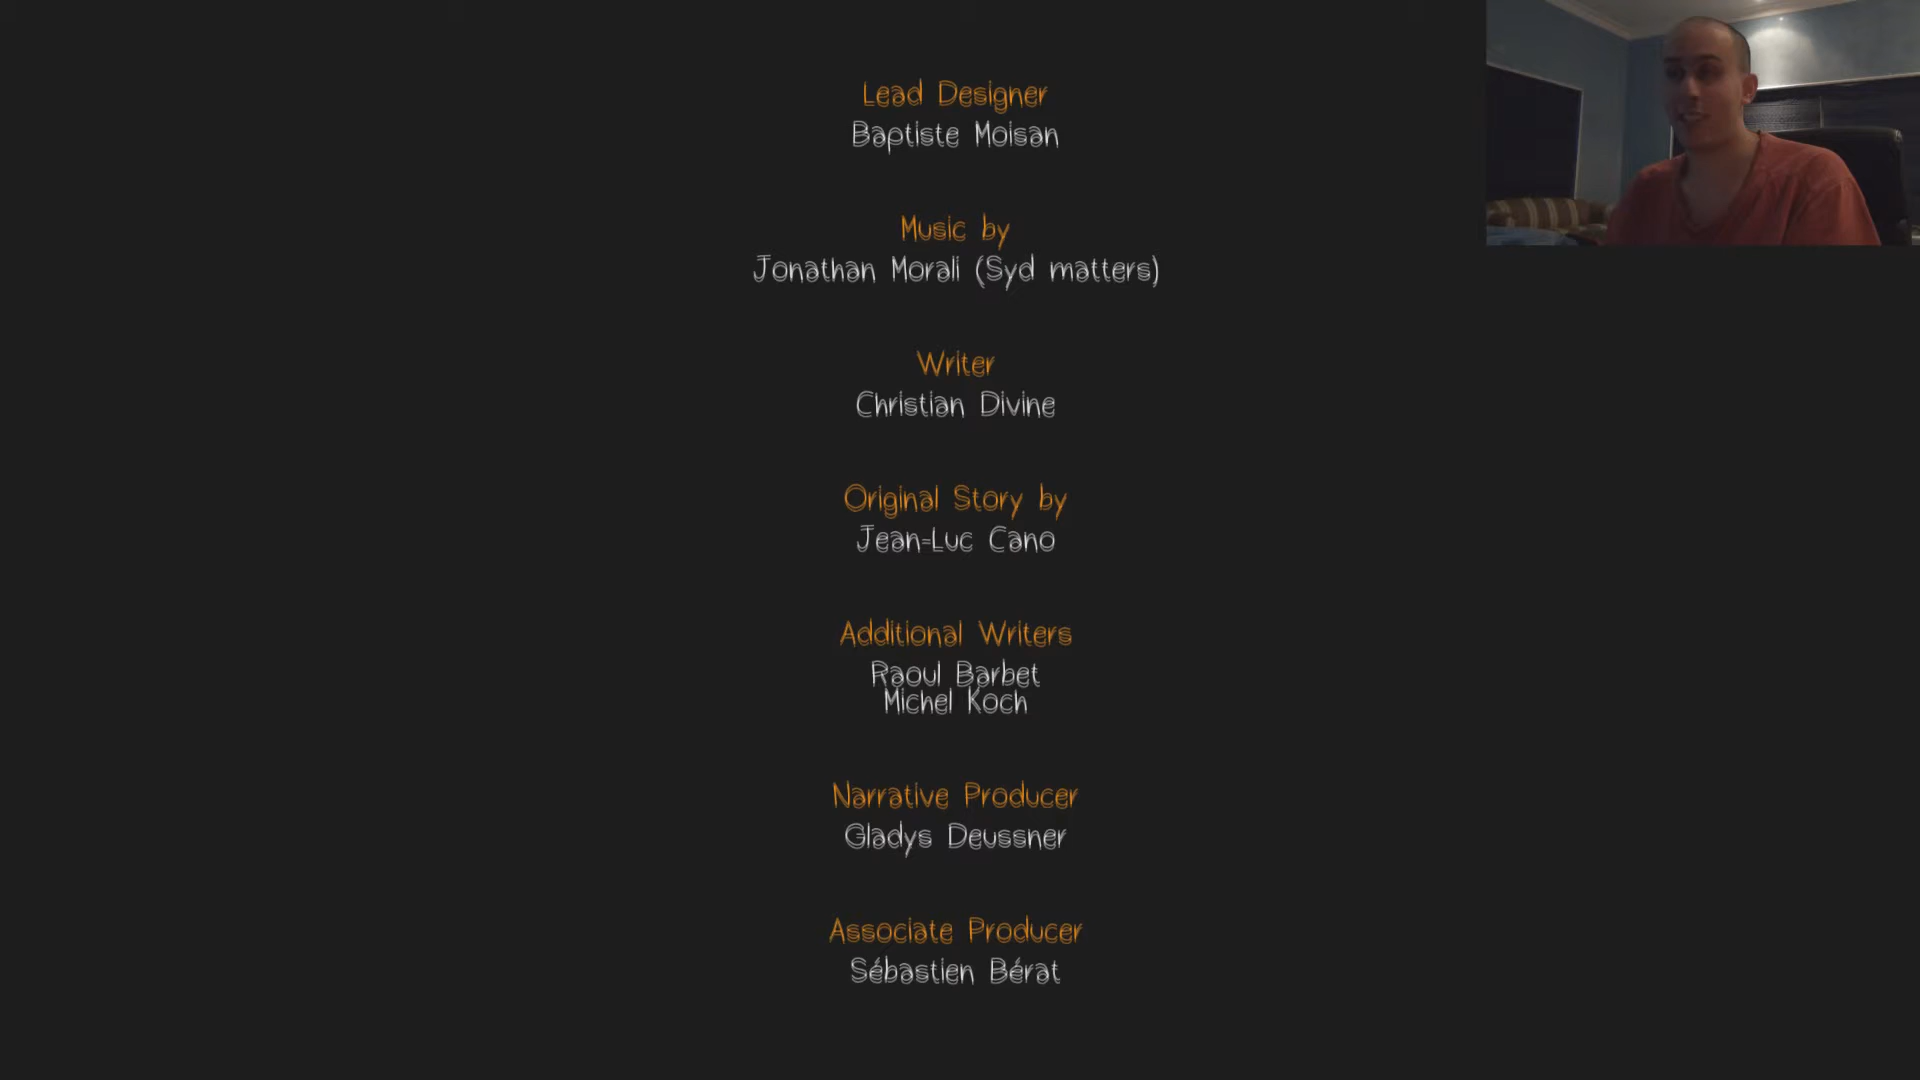 Lead Designer
Baptiste Moisan
Music by
Jonathan Morali (Syd matters)
Writer
Christian Divine
Original Story by
Jean-Luc Cano
Additional Writers
Raoul Barbet
Michel Koch
Narrative Producer
Gladys Deussner
Associate Producer
Sébastien Bérat